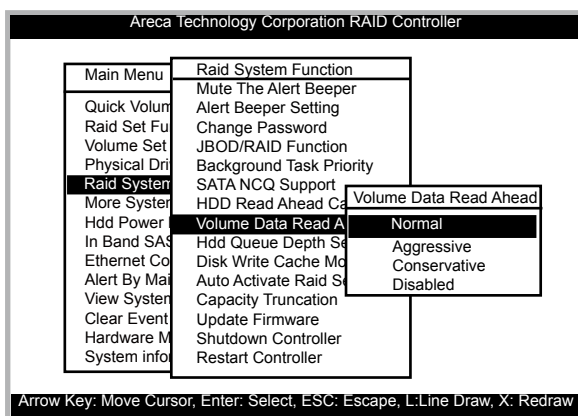 Areca Technology Corporation RAID Controller
Main Menu
Quick Volum
Raid Set Fu
Volume Set
Physical Dri
Raid System
More System
Hdd Power
In Band SAS
Ethernet Co
Alert By Mai
View System
Clear Event
Hardware M
System infor
Raid System Function
Mute The Alert Beeper
Alert Beeper Setting
Change Password
JBOD/RAID Function
Background Task Priority
SATA NCQ Support
HDD Read Ahead Ca
Volume Data Read A
Hdd Queue Depth Se
Disk Write Cache Mo
Auto Activate Raid Se
Capacity Truncation
Update Firmware
Shutdown Controller
Restart Controller
Volume Data Read Ahead
Normal
Aggressive
Conservative
Disabled
Arrow Key: Move Cursor, Enter: Select, ESC: Escape, L:Line Draw, X: Redraw